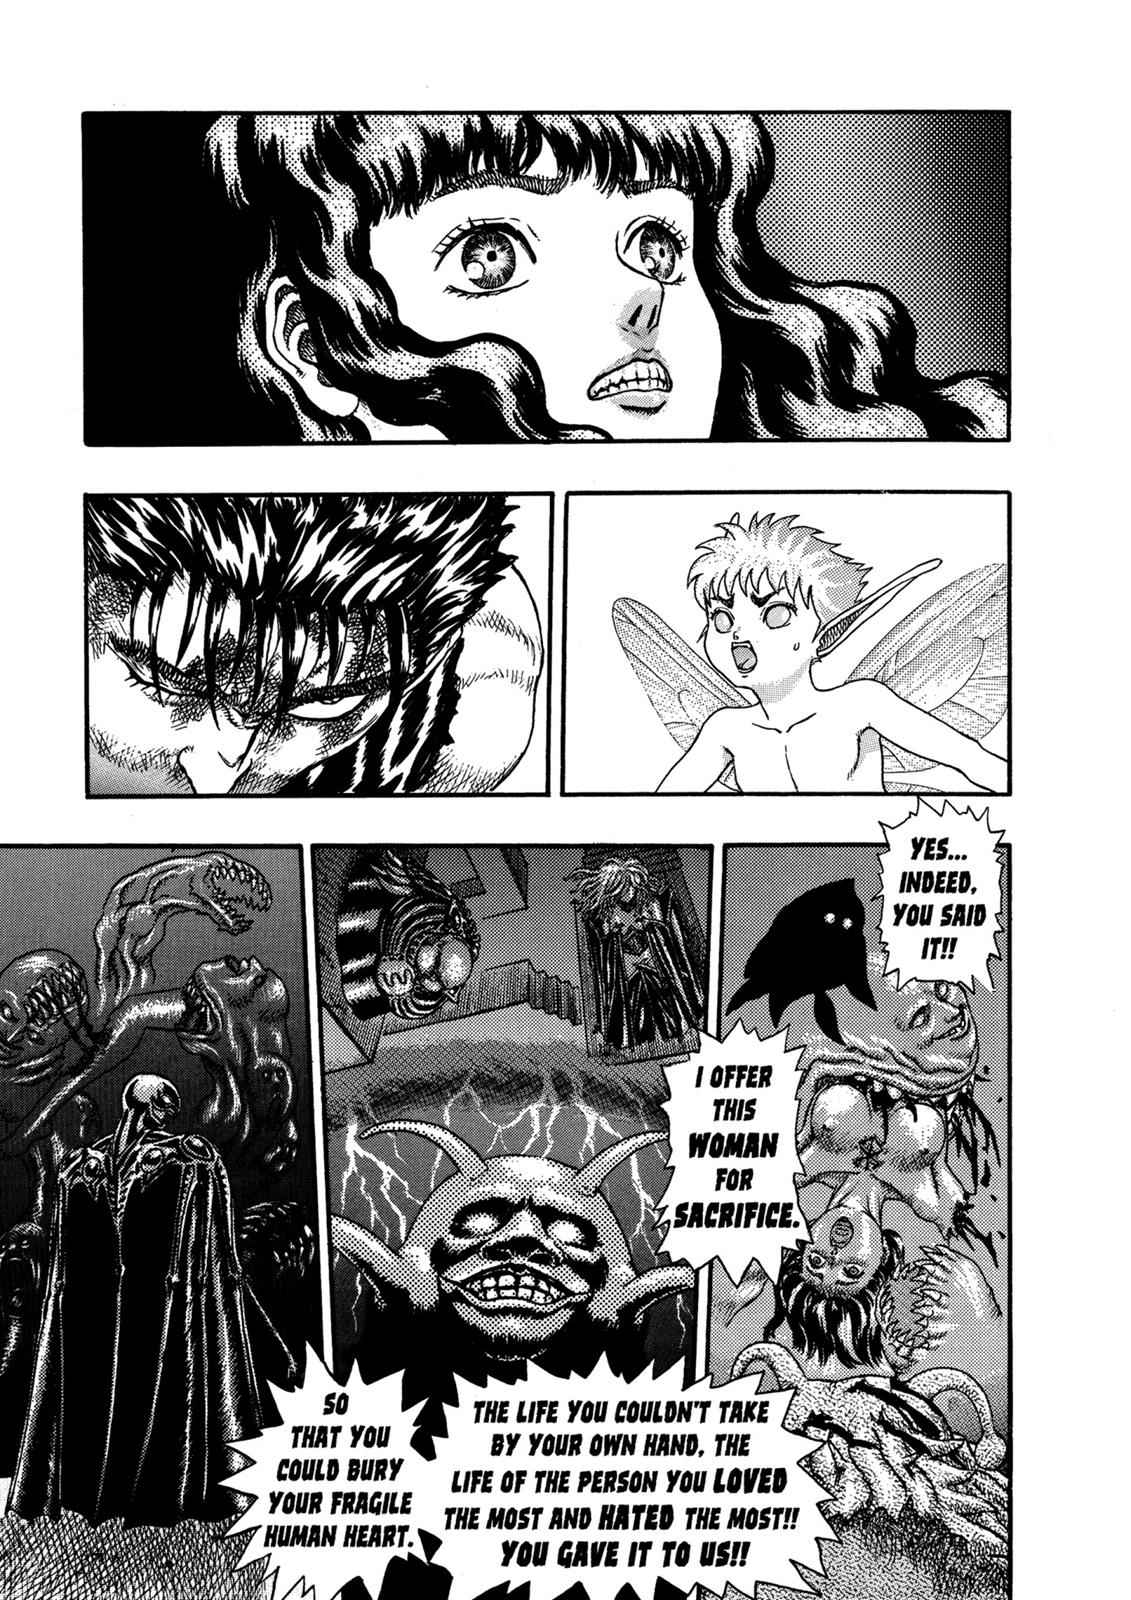 YES...
INDEED,
YOU SAID
IT!!
I OFFER
THIS
WOMAN
FOR
SACRIFICE.
THE LIFE YOU COULDN'T TAKE
BY YOUR OWN HAND, THE
LIFE OF THE PERSON YOU LOVED
THE MOST AND HATED THE MOST!!
YOU GAVE IT TO US!!
SO
THAT YOU
COULD BURY
YOUR FRAGILE
HUMAN HEART.